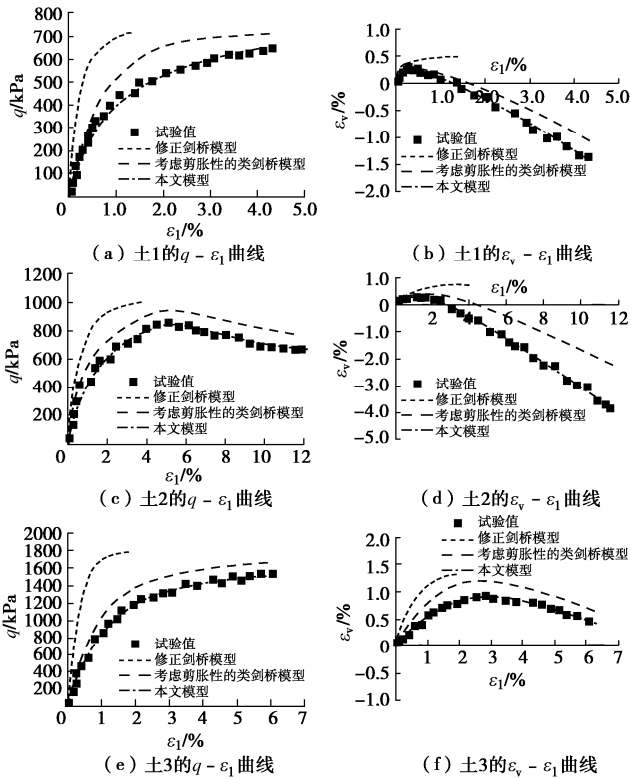 q/kPa
800
700
600
500
400
300
200
100
0
1.0
2.0
3.0
4.0
5.0
ε1/%
试验值
修正剑桥模型
考虑剪胀性的类剑桥模型
本文模型
（a）土1的q－ε1曲线
εv/%
1.0
0.5
0
-0.5
-1.0
-1.5
-2.0
ε1/%
1.0
2.0
3.0
4.0
5.0
试验值
修正剑桥模型
考虑剪胀性的类剑桥模型
本文模型
（b）土1的εv－ε1曲线
q/kPa
1200
1000
800
600
400
200
0
2
4
6
8
10
12
ε1/%
试验值
修正剑桥模型
考虑剪胀性的类剑桥模型
本文模型
（c）土2的q－ε1曲线
εv/%
2.0
1.0
0
-1.0
-2.0
-3.0
-4.0
-5.0
ε1/%
2
4
6
8
10
12
试验值
修正剑桥模型
考虑剪胀性的类剑桥模型
本文模型
（d）土2的εv－ε1曲线
q/kPa
2000
1800
1600
1400
1200
1000
800
600
400
200
0
1
2
3
4
5
6
7
ε1/%
试验值
修正剑桥模型
考虑剪胀性的类剑桥模型
本文模型
（e）土3的q－ε1曲线
试验值
修正剑桥模型
考虑剪胀性的类剑桥模型
本文模型
εv/%
2.0
1.5
1.0
0.5
0
-0.5
-1.0
1
2
3
4
5
6
7
ε1/%
（f）土3的εv－ε1曲线